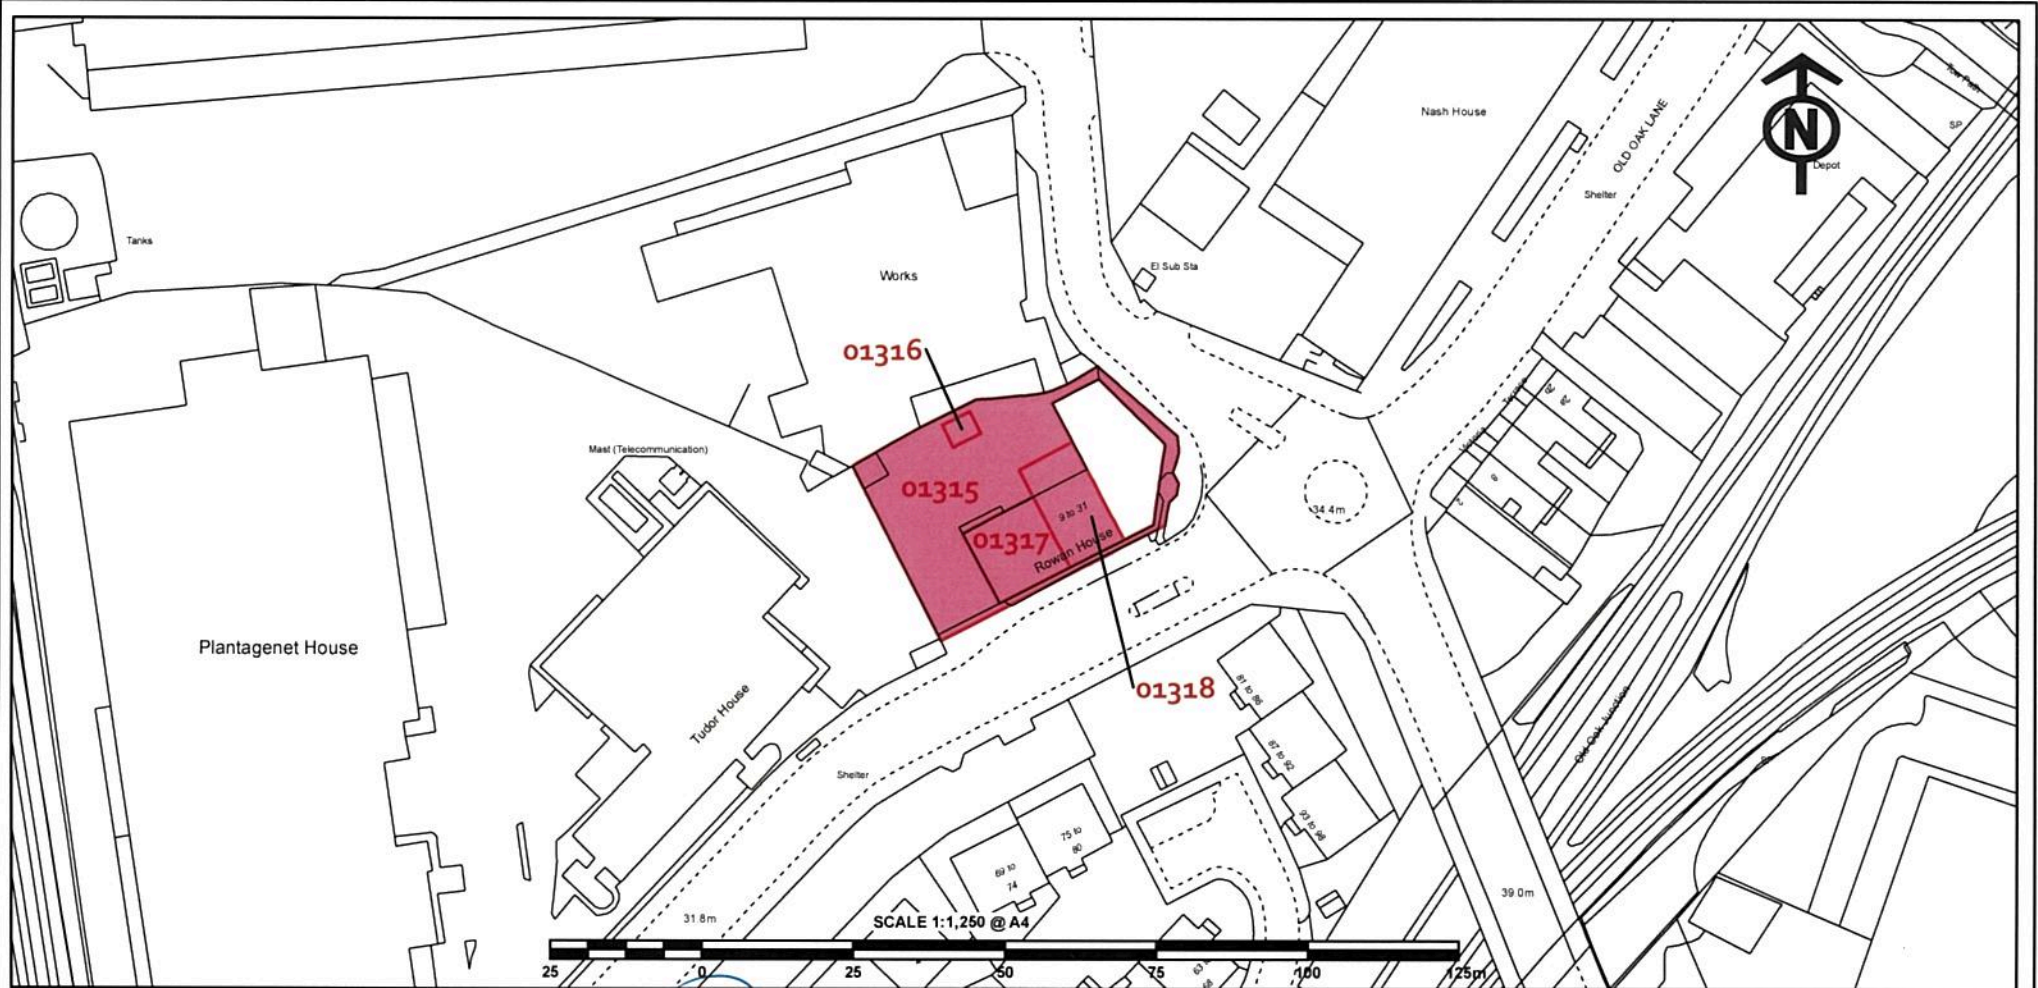 Tow Path
SP
Nash House
OLD OAK LANE
N
Depot
Shelter
Tanks
El Sub Sta
Works
01316
Mast (Telecommunication)
01315
9 to 31
34.4m
01317
Rowan House
Plantagenet House
01318
81 to 86
Tudor House
87 to 92
Old Oak Junction
Shelter
93 to 98
75 to
80
69 to
74
39.0m
31.8m
SCALE 1:1,250 @ A4
25 0 25 50 75 100 125m